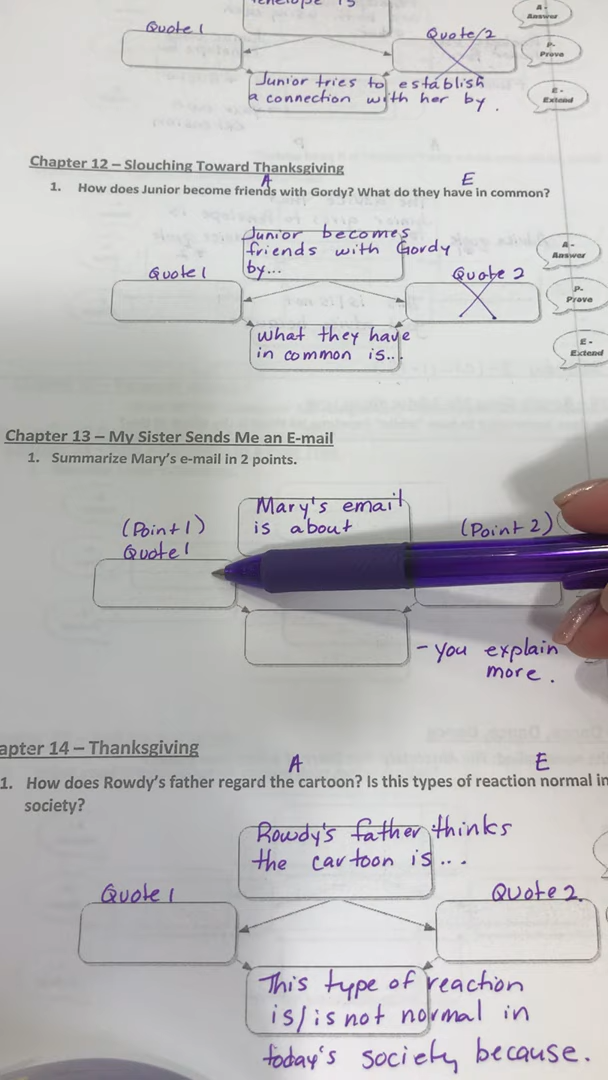 Penelope is
Quote 1
Quote 2
A - Answer
P- Prove
E - Extend
Junior tries to establish
a connection with her by .
Chapter 12 – Slouching Toward Thanksgiving
A E
1. How does Junior become friends with Gordy? What do they have in common?
Junior becomes
friends with Gordy
by...
Quote 1
Quote 2
A - Answer
P- Prove
E - Extend
What they have
in common is...
Chapter 13 – My Sister Sends Me an E-mail
1. Summarize Mary's e-mail in 2 points.
Mary's email
is about
(Point 1)
Quote 1
(Point 2)
- you explain
more.
apter 14 – Thanksgiving
A E
1. How does Rowdy's father regard the cartoon? Is this types of reaction normal in
society?
Rowdy's father thinks
the cartoon is...
Quote 1
Quote 2.
This type of reaction
is/is not normal in
today's society because.